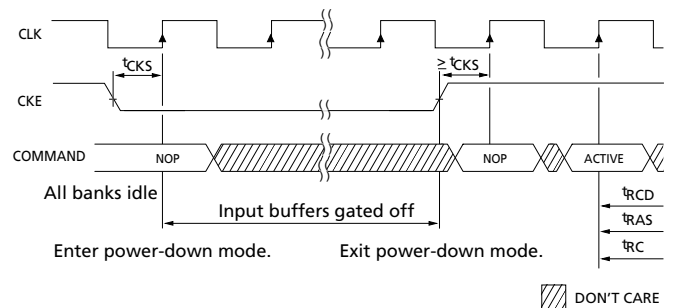 CLK
tCKS
≥ tCKS
CKE
COMMAND
NOP
NOP
ACTIVE
All banks idle
tRCD
Input buffers gated off
tRAS
Enter power-down mode.
Exit power-down mode.
tRC
DON'T CARE